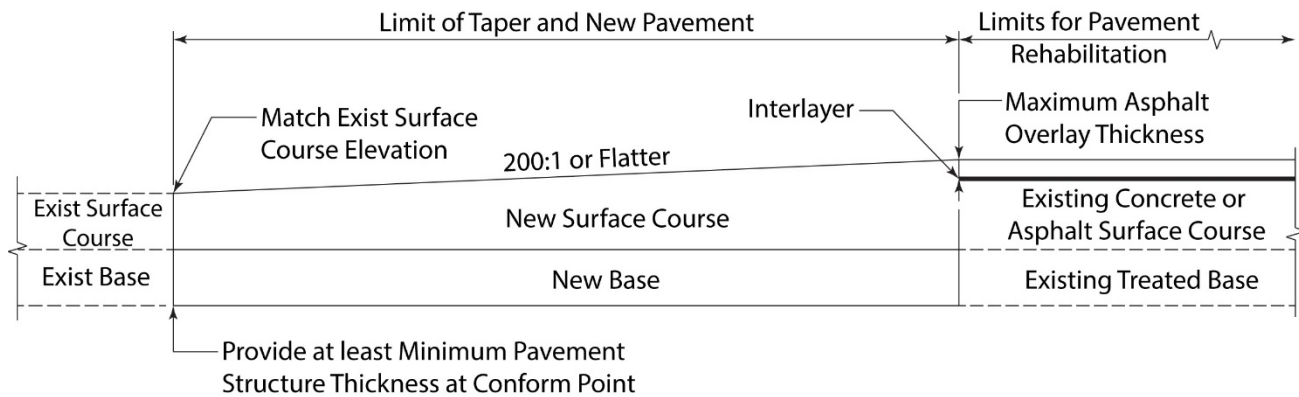 Limit of Taper and New Pavement
Limits for Pavement
Rehabilitation
Match Exist Surface
Course Elevation
Interlayer
Maximum Asphalt
Overlay Thickness
200:1 or Flatter
Exist Surface
Course
New Surface Course
Existing Concrete or
Asphalt Surface Course
Exist Base
New Base
Existing Treated Base
Provide at least Minimum Pavement
Structure Thickness at Conform Point